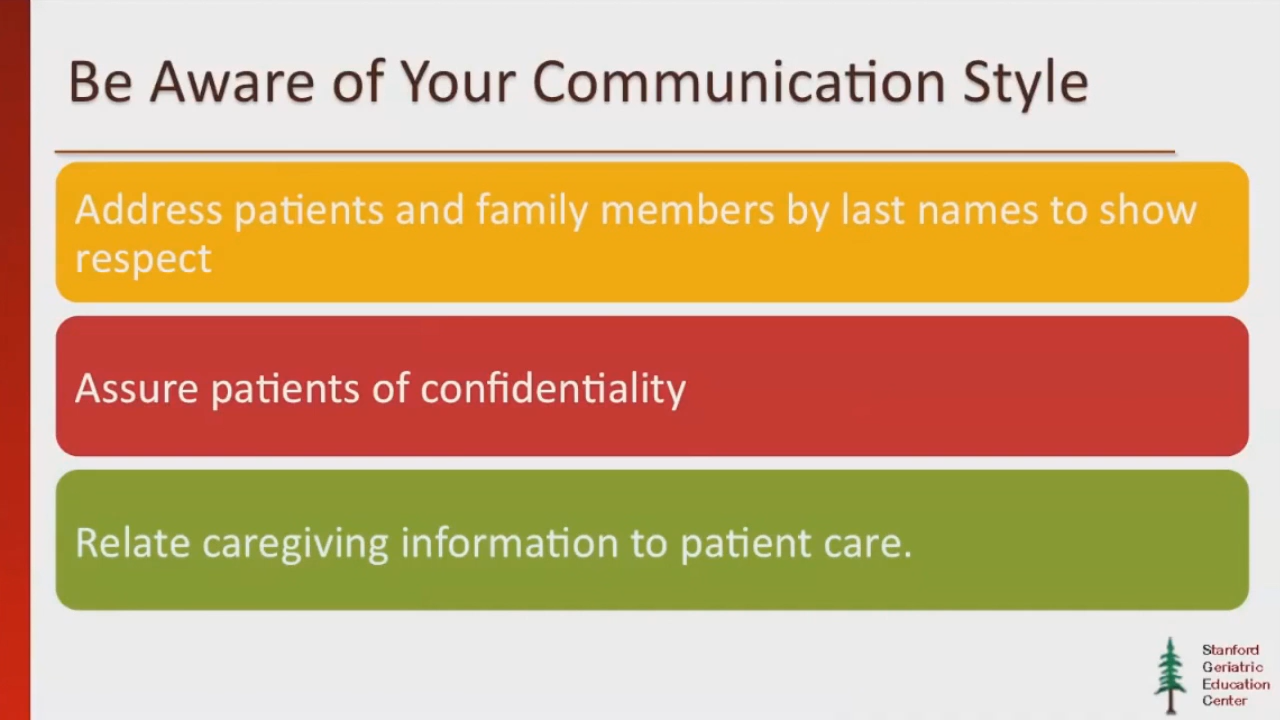 Be Aware of Your Communication Style
Address patients and family members by last names to show
respect
Assure patients of confidentiality
Relate caregiving information to patient care.
Stanford
Geriatric
Education
Center